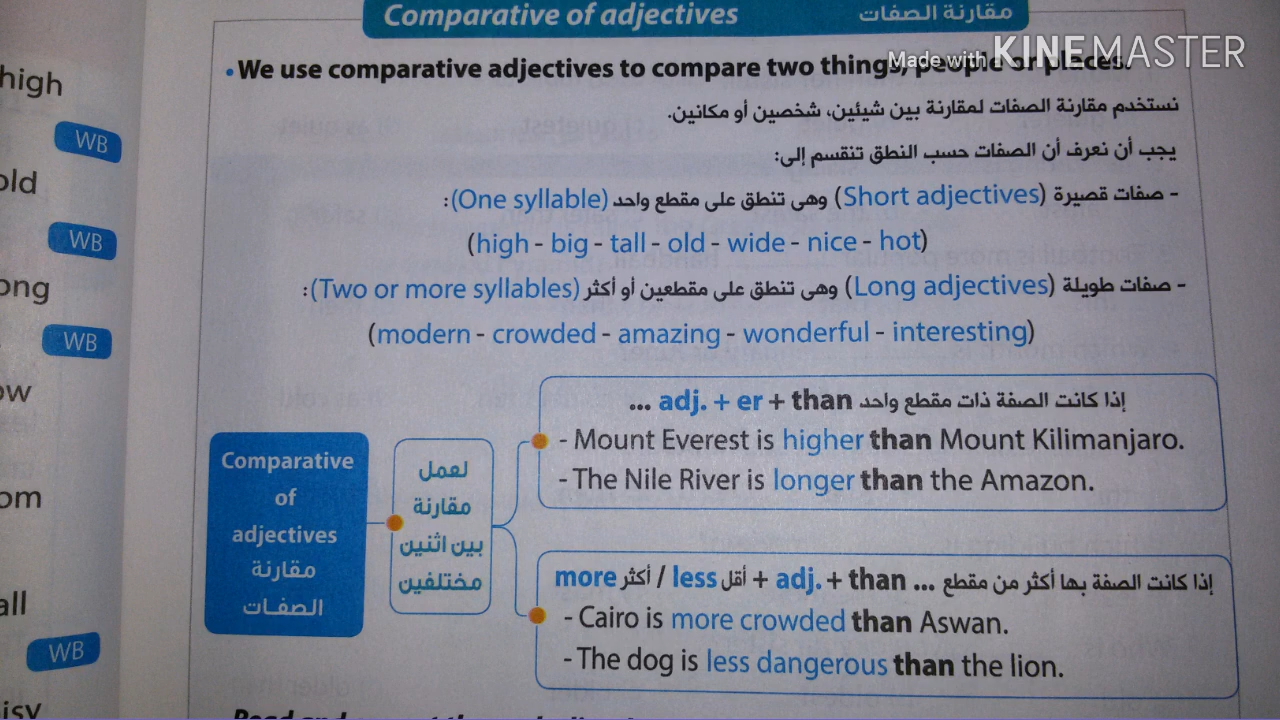 Comparative of adjectives مقارنة الصفات
Made with KINEMASTER
• We use comparative adjectives to compare two things, people or places.
نستخدم مقارنة الصفات لمقارنة بين شيئين، شخصين أو مكانين.
يجب أن نعرف أن الصفات حسب النطق تنقسم إلى:
- صفات قصيرة (Short adjectives) وهى تنطق على مقطع واحد (One syllable):
(high - big - tall - old - wide - nice - hot)
- صفات طويلة (Long adjectives) وهى تنطق على مقطعين أو أكثر (Two or more syllables):
(modern - crowded - amazing - wonderful - interesting)
Comparative
of
adjectives
مقارنة
الصفات
لعمل
مقارنة
بين اثنين
مختلفين
إذا كانت الصفة ذات مقطع واحد adj. + er + than ...
- Mount Everest is higher than Mount Kilimanjaro.
- The Nile River is longer than the Amazon.
إذا كانت الصفة بها أكثر من مقطع ... more أكثر / less أقل + adj. + than
- Cairo is more crowded than Aswan.
- The dog is less dangerous than the lion.
high
WB
old
WB
ong
WB
ow
om
all
WB
isy